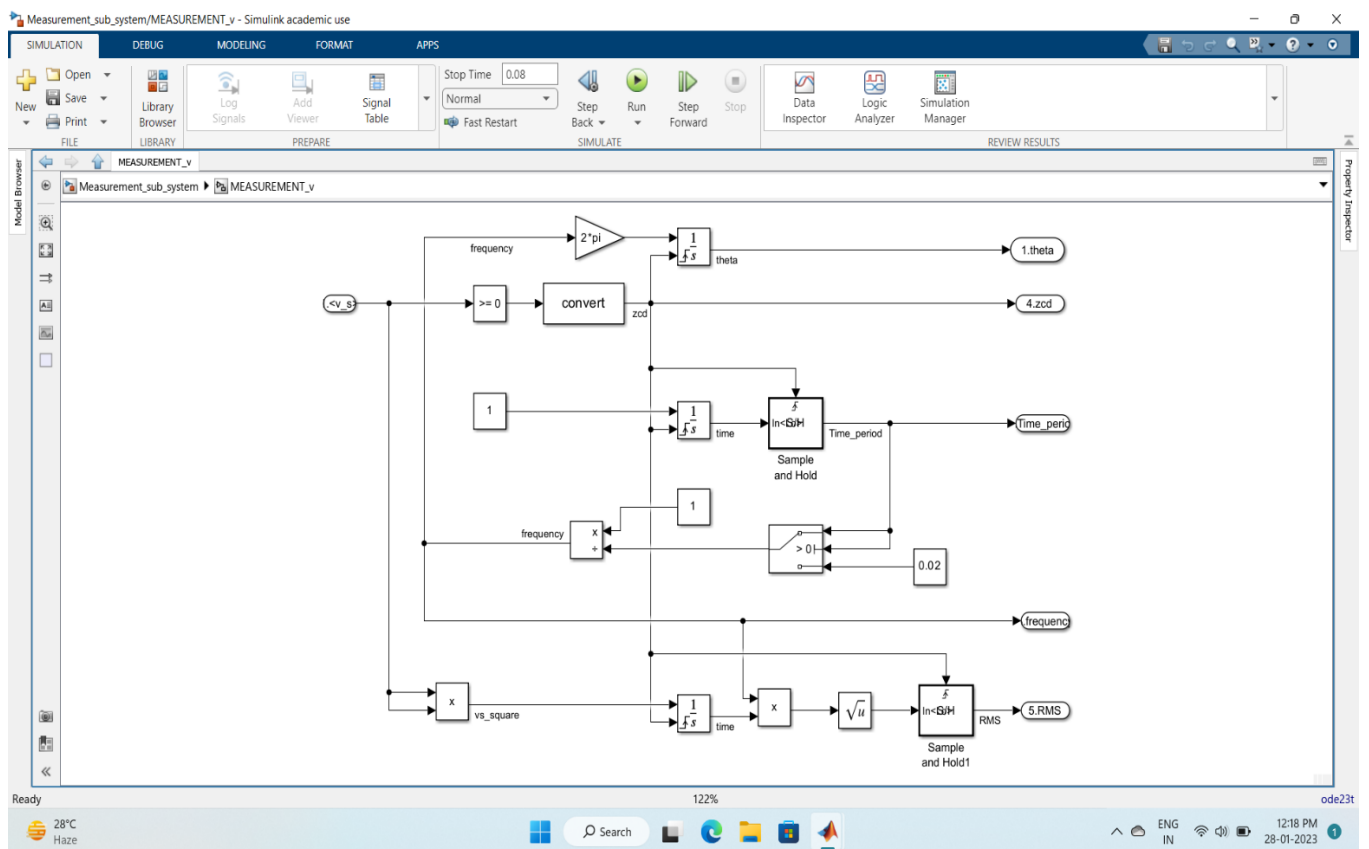 Measurement_sub_system/MEASUREMENT_v - Simulink academic use
SIMULATION DEBUG MODELING FORMAT APPS
New
Open
Save
Print
FILE
Library
Browser
LIBRARY
Log
Signals
Add
Viewer
Signal
Table
PREPARE
Stop Time 0.08
Normal
Fast Restart
Step
Back
Run
Step
Forward
Stop
SIMULATE
Data
Inspector
Logic
Analyzer
Simulation
Manager
REVIEW RESULTS
Model Browser
Property Inspector
MEASUREMENT_v
Measurement_sub_system MEASUREMENT_v
frequency
2*pi
1
s
theta
1.theta
<v_s>
>= 0
convert
zcd
4.zcd
1
1
s
time
In S/H
Time_period
Time_perio
Sample
and Hold
1
frequency
x
÷
> 0
0.02
frequenc
x
vs_square
1
s
time
x
√u
In S/H
RMS
5.RMS
Sample
and Hold1
Ready
122%
ode23t
28°C
Haze
Search
ENG
IN
12:18 PM
28-01-2023
1